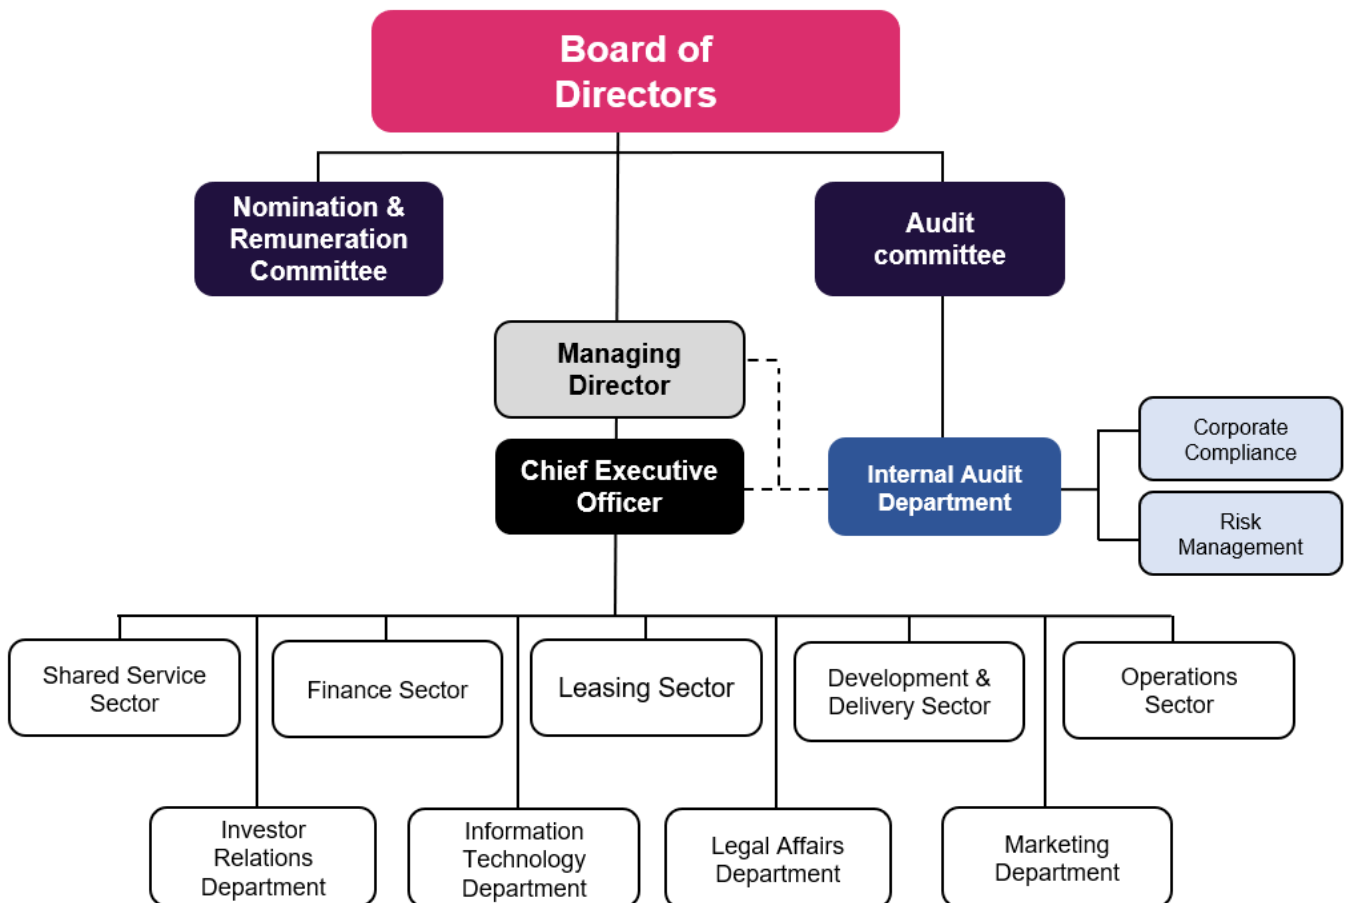 Board of
Directors
Nomination &
Remuneration
Committee
Audit
committee
Managing
Director
Chief Executive
Officer
Internal Audit
Department
Corporate
Compliance
Risk
Management
Shared Service
Sector
Finance Sector
Leasing Sector
Development &
Delivery Sector
Operations
Sector
Investor
Relations
Department
Information
Technology
Department
Legal Affairs
Department
Marketing
Department